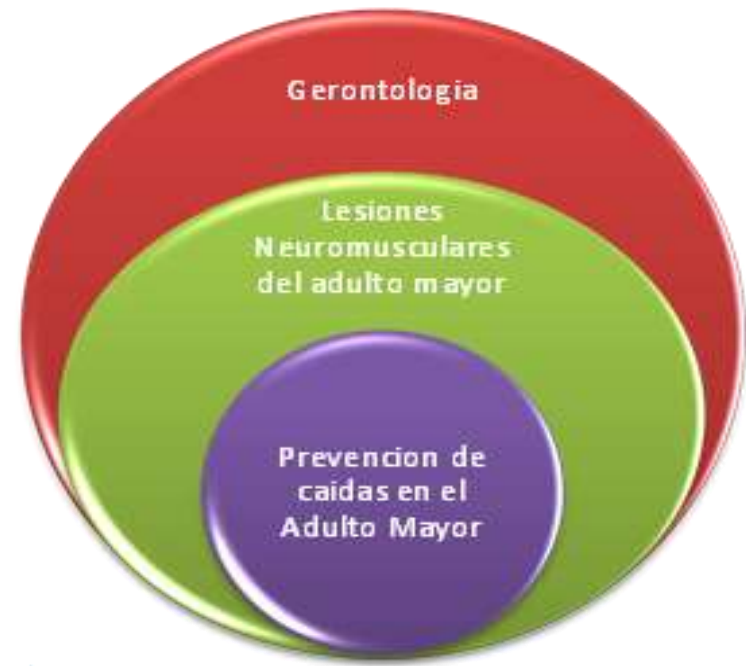 Gerontologia
Lesiones
Neuromusculares
del adulto mayor
Prevencion de
caidas en el
Adulto Mayor